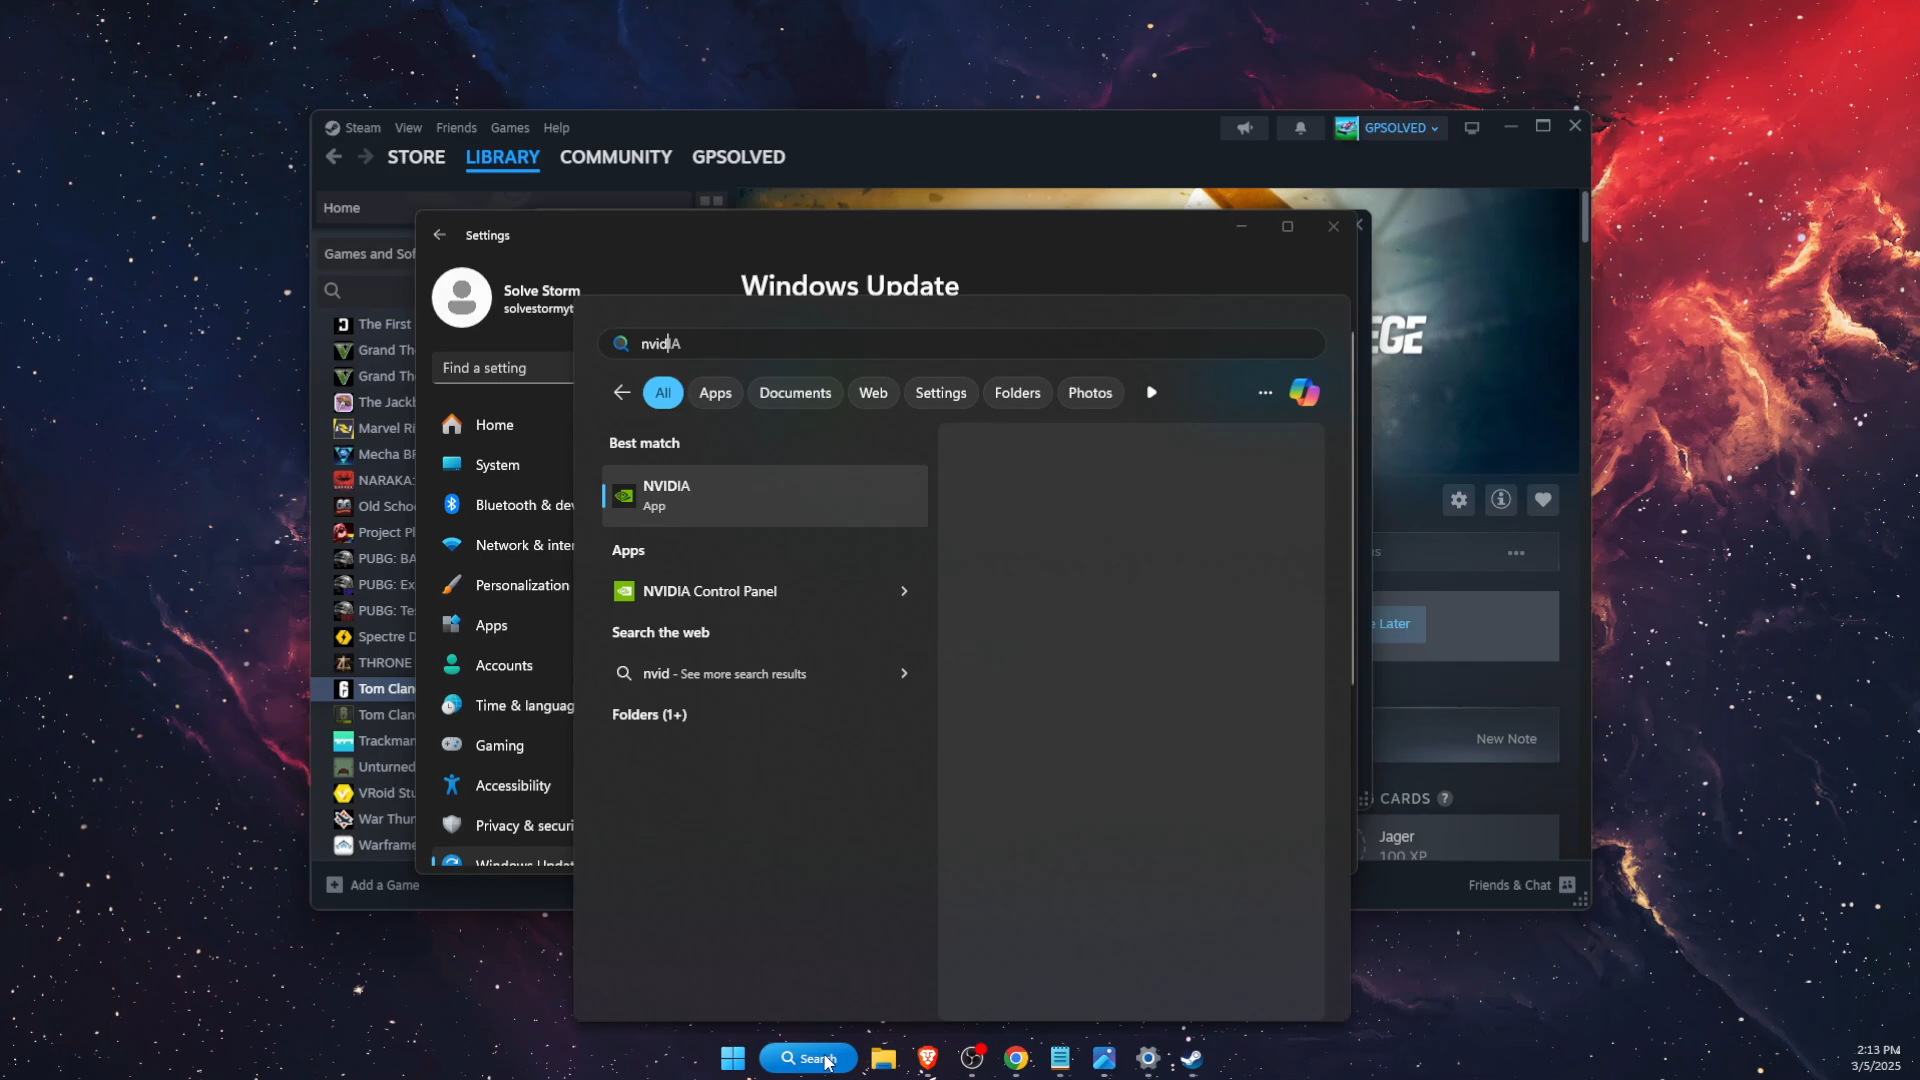 Steam View Friends Games Help
GPSOLVED
STORE LIBRARY COMMUNITY GPSOLVED
Home
Games and Sof
The First
Grand Th
Grand Th
The Jackb
Marvel Ri
Mecha BR
NARAKA:
Old Scho
Project Pl
PUBG: BA
PUBG: Ex
PUBG: Te
Spectre D
THRONE
Tom Clan
Tom Clan
Trackman
Unturned
VRoid Stu
War Thun
Warframe
Add a Game
Settings
Solve Storm
solvestormyt
Find a setting
Home
System
Bluetooth & dev
Network & inter
Personalization
Apps
Accounts
Time & languag
Gaming
Accessibility
Privacy & securi
Windows Updat
Windows Update
nvidIA
All Apps Documents Web Settings Folders Photos
Best match
NVIDIA
App
Apps
NVIDIA Control Panel
Search the web
nvid - See more search results
Folders (1+)
EGE
e Later
New Note
CARDS ?
Jager
100 XP
Friends & Chat
Search
2:13 PM
3/5/2025